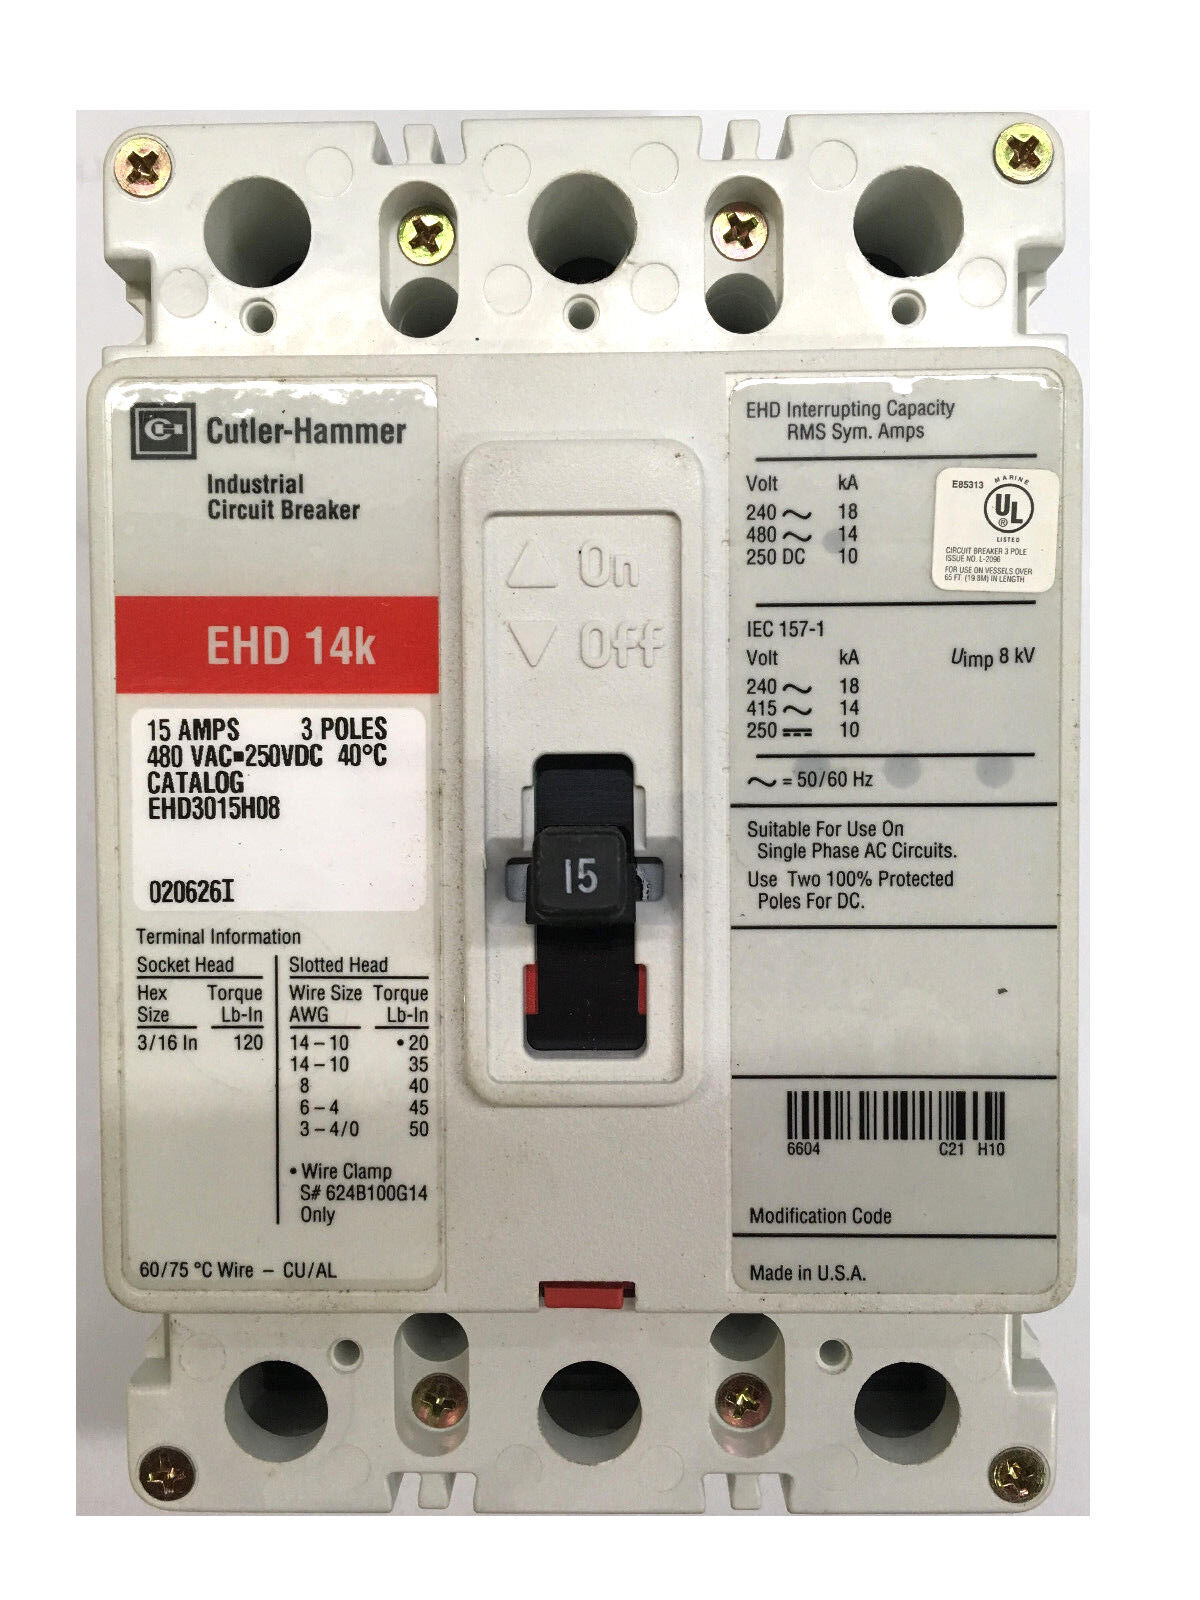 Cutler-Hammer
Industrial
Circuit Breaker
EHD 14k
15 AMPS 3 POLES
480 VAC▪250VDC 40°C
CATALOG
EHD3015H08
020626I
Terminal Information
Socket Head
Hex Torque
Size Lb-In
3/16 In 120
Slotted Head
Wire Size Torque
AWG Lb-In
14–10 •20
14–10 35
8 40
6–4 45
3–4/0 50
• Wire Clamp
S# 624B100G14
Only
60/75 °C Wire – CU/AL
On
Off
15
EHD Interrupting Capacity
RMS Sym. Amps
Volt kA
240 ~ 18
480 ~ 14
250 DC 10
E85313
MARINE
UL
®
LISTED
CIRCUIT BREAKER 3 POLE
ISSUE NO. L-2096
FOR USE ON VESSELS OVER
65 FT. (19.8M) IN LENGTH
IEC 157-1
Volt kA Uimp 8 kV
240 ~ 18
415 ~ 14
250 ⎓ 10
~ = 50/60 Hz
Suitable For Use On
Single Phase AC Circuits.
Use Two 100% Protected
Poles For DC.
6604 C21 H10
Modification Code
Made in U.S.A.